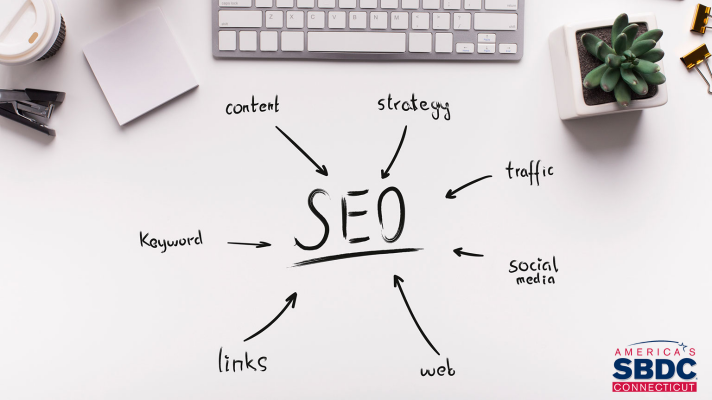 content
strategy
traffic
SEO
Keyword
social
media
links
web
AMERICA'S
SBDC
CONNECTICUT